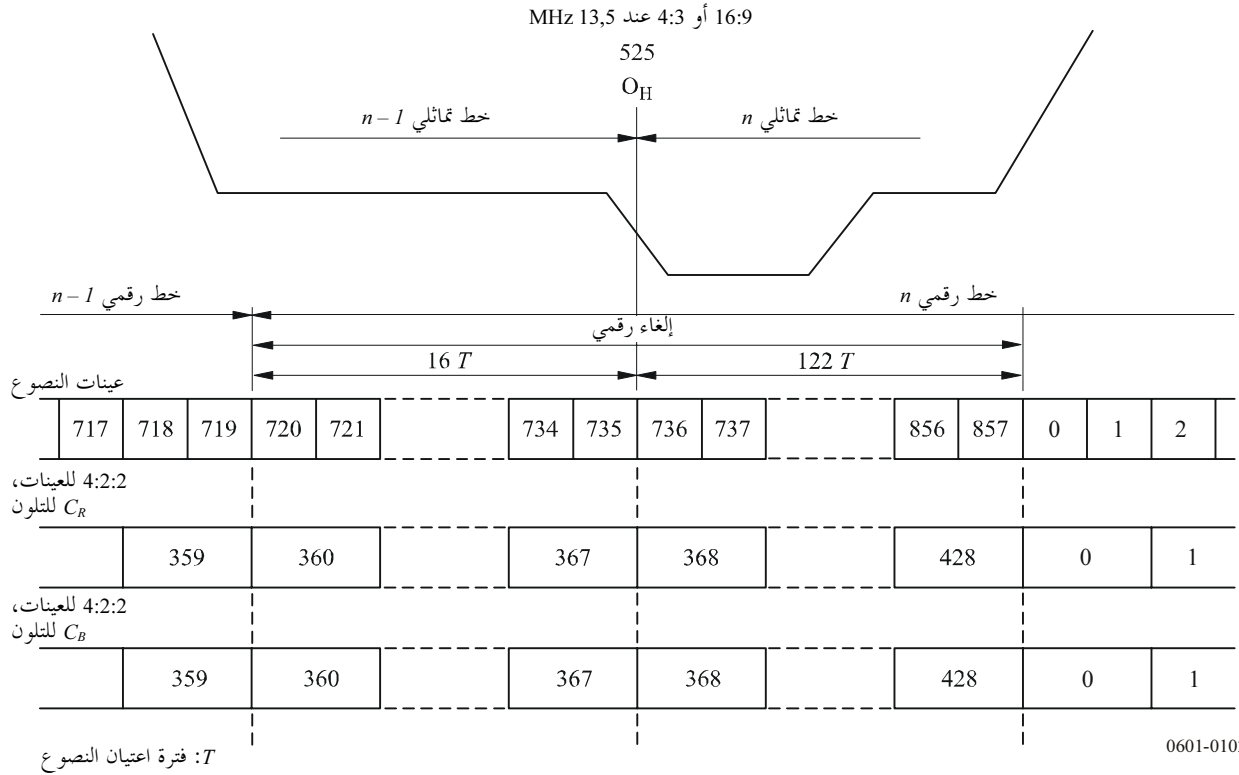 16:9 أو 4:3 عند 13,5 MHz
525
O_H
خط تماثلي n – 1
خط تماثلي n
خط رقمي n – 1
خط رقمي n
إلغاء رقمي
16 T
122 T
عينات النصوع
717 718 719 720 721 734 735 736 737 856 857 0 1 2
4:2:2 للعينات،
C_R للتلون
359 360 367 368 428 0 1
4:2:2 للعينات،
C_B للتلون
359 360 367 368 428 0 1
T: فترة اعتيان النصوع